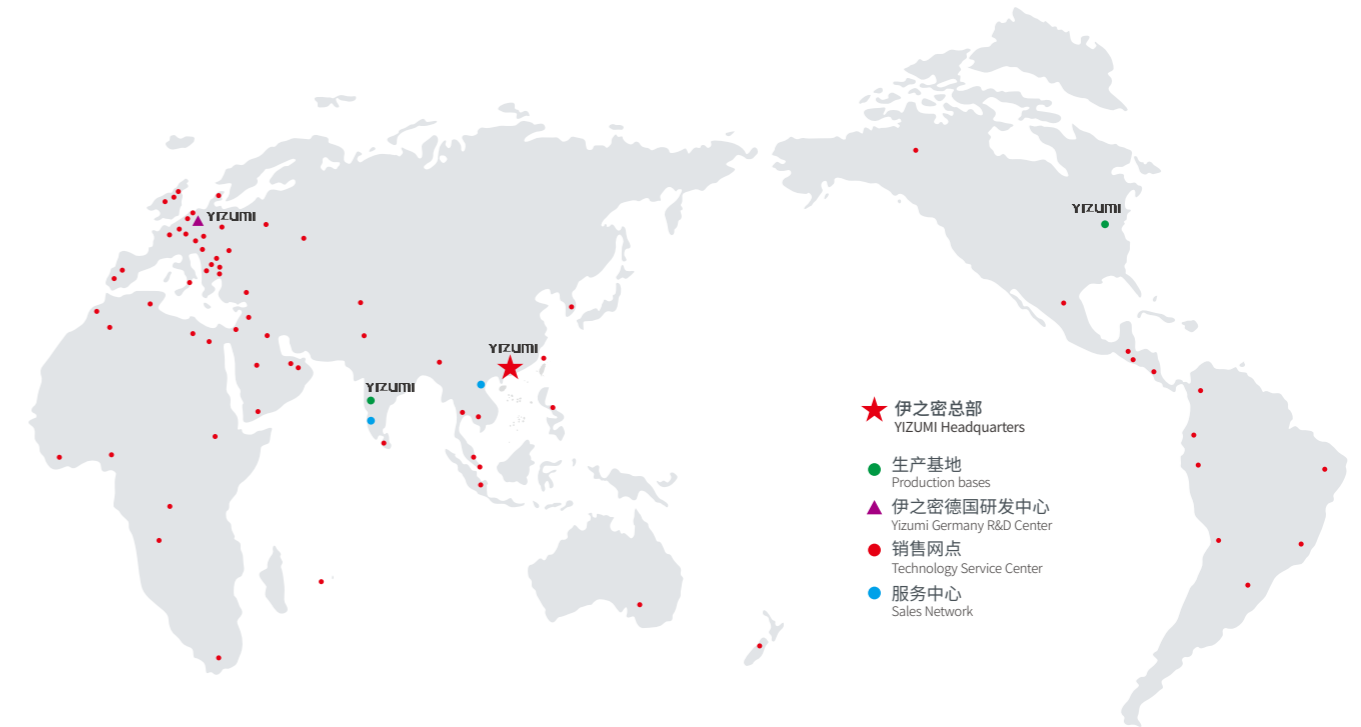 YIZUMI
YIZUMI
YIZUMI
YIZUMI
伊之密总部
YIZUMI Headquarters
生产基地
Production bases
伊之密德国研发中心
Yizumi Germany R&D Center
销售网点
Technology Service Center
服务中心
Sales Network